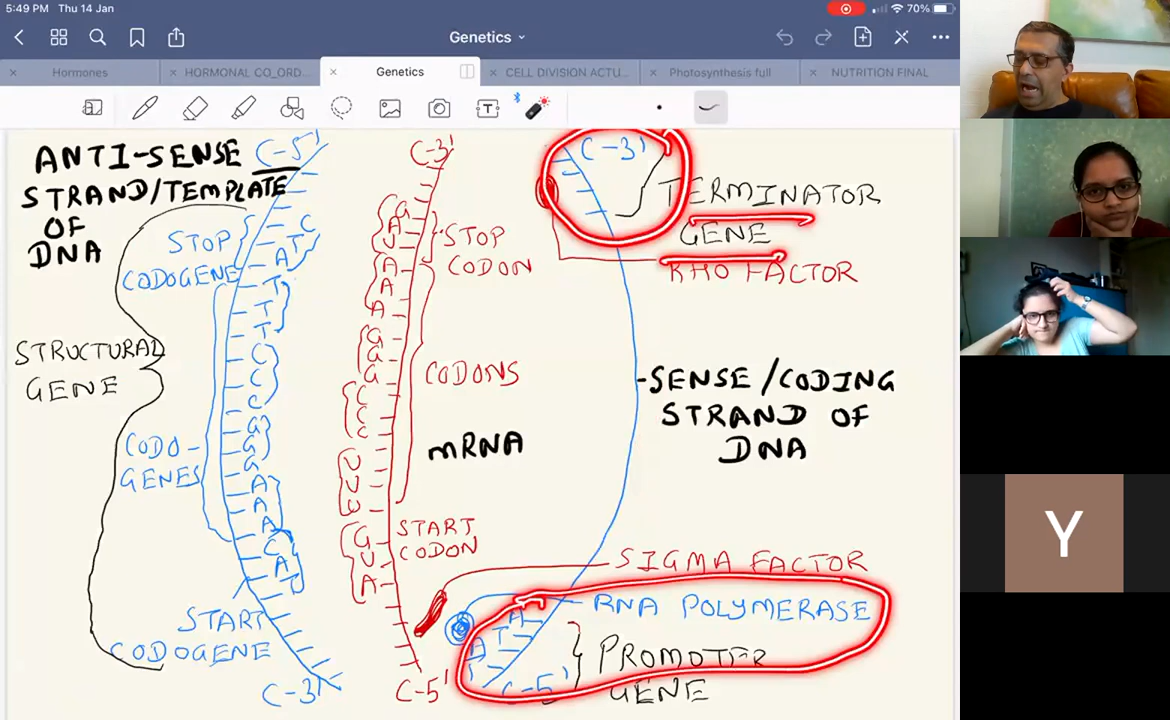 5:49 PM Thu 14 Jan
70%
Genetics
Hormones
HORMONAL CO_ORD...
Genetics
CELL DIVISION ACTU...
Photosynthesis full
NUTRITION FINAL
ANTI-SENSE
STRAND/TEMPLATE
OF
DNA
C-5'
C-3'
C-3'
TERMINATOR
GENE
RHO FACTOR
STOP
CODOGENE
C
T
A
T
T
T
C
C
C
G
G
G
A
A
A
C
A
T
STRUCTURAL
GENE
CODO-
GENES
START
CODOGENE
C-3'
G
A
U
A
A
A
G
G
G
C
C
C
U
U
U
G
U
A
STOP
CODON
CODONS
mRNA
START
CODON
C-5'
-SENSE/CODING
STRAND OF
DNA
SIGMA FACTOR
RNA POLYMERASE
A
T
A
PROMOTER
GENE
C-5'
Y